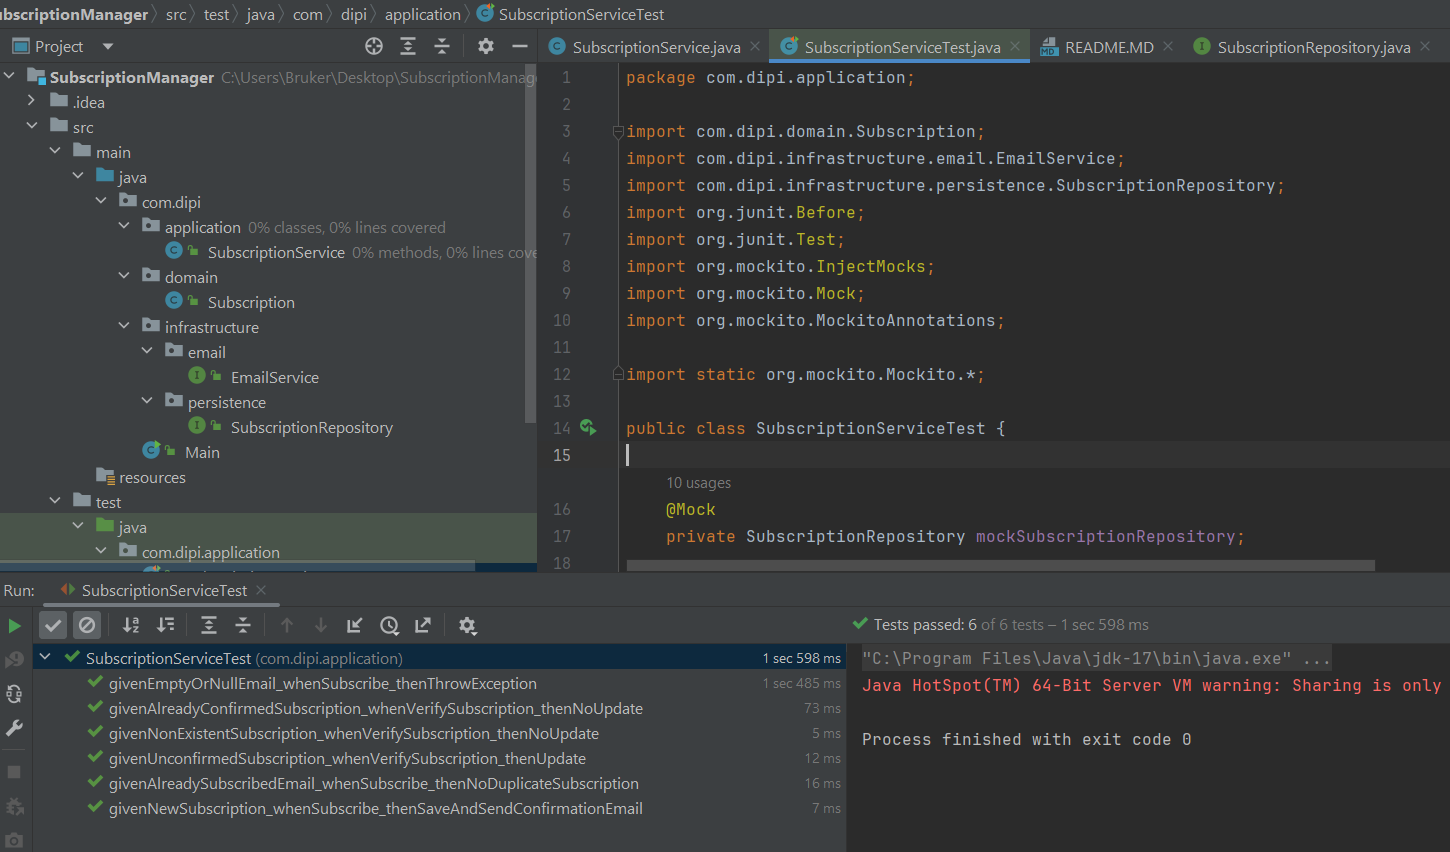 ubscriptionManager src test java com dipi application SubscriptionServiceTest
Project
SubscriptionService.java SubscriptionServiceTest.java README.MD SubscriptionRepository.java
SubscriptionManager C:\Users\Bruker\Desktop\SubscriptionManage
.idea
src
main
java
com.dipi
application 0% classes, 0% lines covered
SubscriptionService 0% methods, 0% lines cove
domain
Subscription
infrastructure
email
EmailService
persistence
SubscriptionRepository
Main
resources
test
java
com.dipi.application
1 package com.dipi.application;
2
3 import com.dipi.domain.Subscription;
4 import com.dipi.infrastructure.email.EmailService;
5 import com.dipi.infrastructure.persistence.SubscriptionRepository;
6 import org.junit.Before;
7 import org.junit.Test;
8 import org.mockito.InjectMocks;
9 import org.mockito.Mock;
10 import org.mockito.MockitoAnnotations;
11
12 import static org.mockito.Mockito.*;
13
14 public class SubscriptionServiceTest {
15
10 usages
16 @Mock
17 private SubscriptionRepository mockSubscriptionRepository;
18
Run: SubscriptionServiceTest
Tests passed: 6 of 6 tests – 1 sec 598 ms
SubscriptionServiceTest (com.dipi.application) 1 sec 598 ms
givenEmptyOrNullEmail_whenSubscribe_thenThrowException 1 sec 485 ms
givenAlreadyConfirmedSubscription_whenVerifySubscription_thenNoUpdate 73 ms
givenNonExistentSubscription_whenVerifySubscription_thenNoUpdate 5 ms
givenUnconfirmedSubscription_whenVerifySubscription_thenUpdate 12 ms
givenAlreadySubscribedEmail_whenSubscribe_thenNoDuplicateSubscription 16 ms
givenNewSubscription_whenSubscribe_thenSaveAndSendConfirmationEmail 7 ms
"C:\Program Files\Java\jdk-17\bin\java.exe" ...
Java HotSpot(TM) 64-Bit Server VM warning: Sharing is only
Process finished with exit code 0